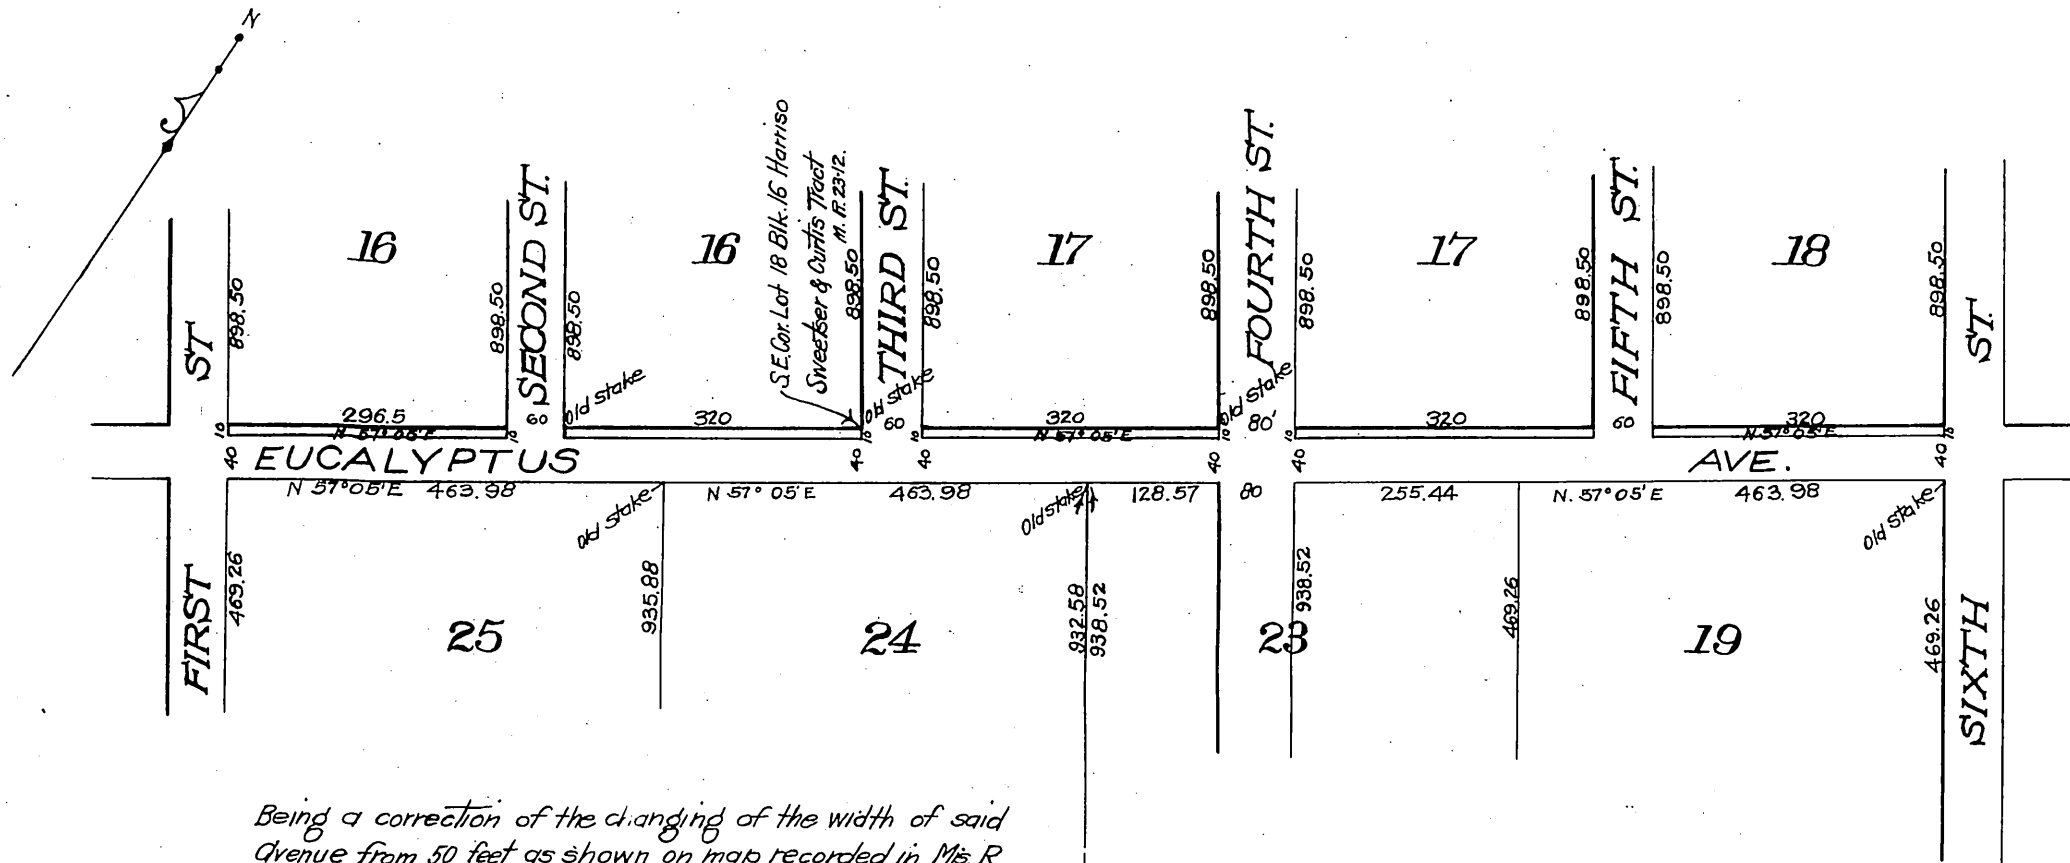 N
16
16
17
17
18
ST
SECOND ST.
THIRD ST.
FOURTH ST.
FIFTH ST.
ST.
S.E.Cor. Lot 18 Blk. 16 Harriso
Sweetser & Curtis Tract
M. R. 23-12.
898.50
898.50
898.50
898.50
898.50
898.50
898.50
898.50
898.50
898.50
Old Stake
Old Stake
Old Stake
296.5
60
320
60
320
80'
320
60
320
N 57° 05' E
N 57° 05' E
N 57° 05' E
10
10
10
10
10
10
10
40
EUCALYPTUS
40
40
40
40
AVE.
40
N 57° 05' E 463.98
N 57° 05' E
463.98
128.57
80
255.44
N. 57° 05' E
463.98
Old Stake
Old stake
Old Stake
FIRST
469.26
25
935.88
24
932.58
938.52
23
938.52
469.26
19
469.26
SIXTH
Being a correction of the changing of the width of said
avenue from 50 feet as shown on map recorded in Mis. R